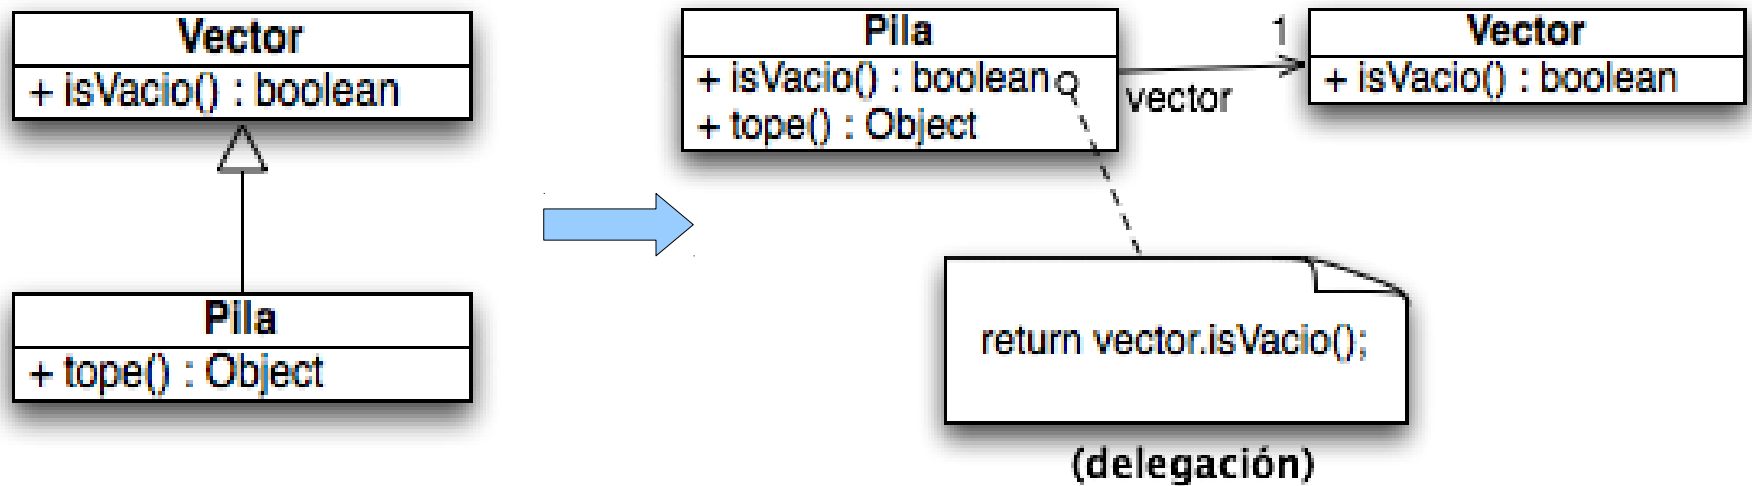 Vector
+ isVacio() : boolean
Pila
+ tope() : Object
Pila
+ isVacio() : boolean
+ tope() : Object
1
vector
Vector
+ isVacio() : boolean
return vector.isVacio();
(delegación)